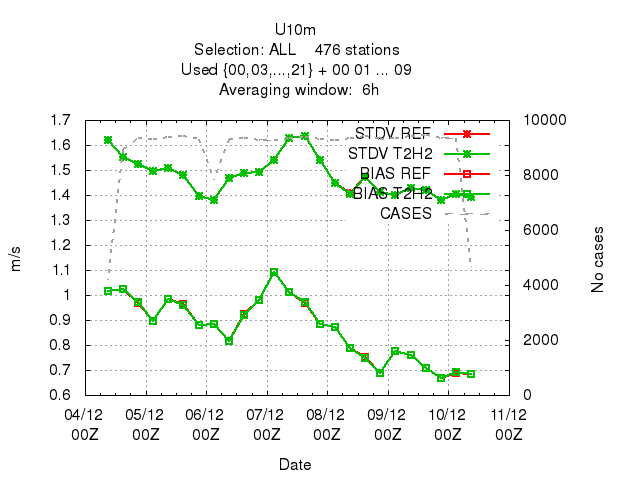 U10m
Selection: ALL 476 stations
Used {00,03,...,21} + 00 01 ... 09
Averaging window: 6h
1.7
1.6
1.5
1.4
1.3
1.2
1.1
1
0.9
0.8
0.7
0.6
m/s
STDV REF
STDV T2H2
BIAS REF
BIAS T2H2
CASES
10000
8000
6000
4000
2000
0
No cases
04/12 05/12 06/12 07/12 08/12 09/12 10/12 11/12
00Z 00Z 00Z 00Z 00Z 00Z 00Z 00Z
Date